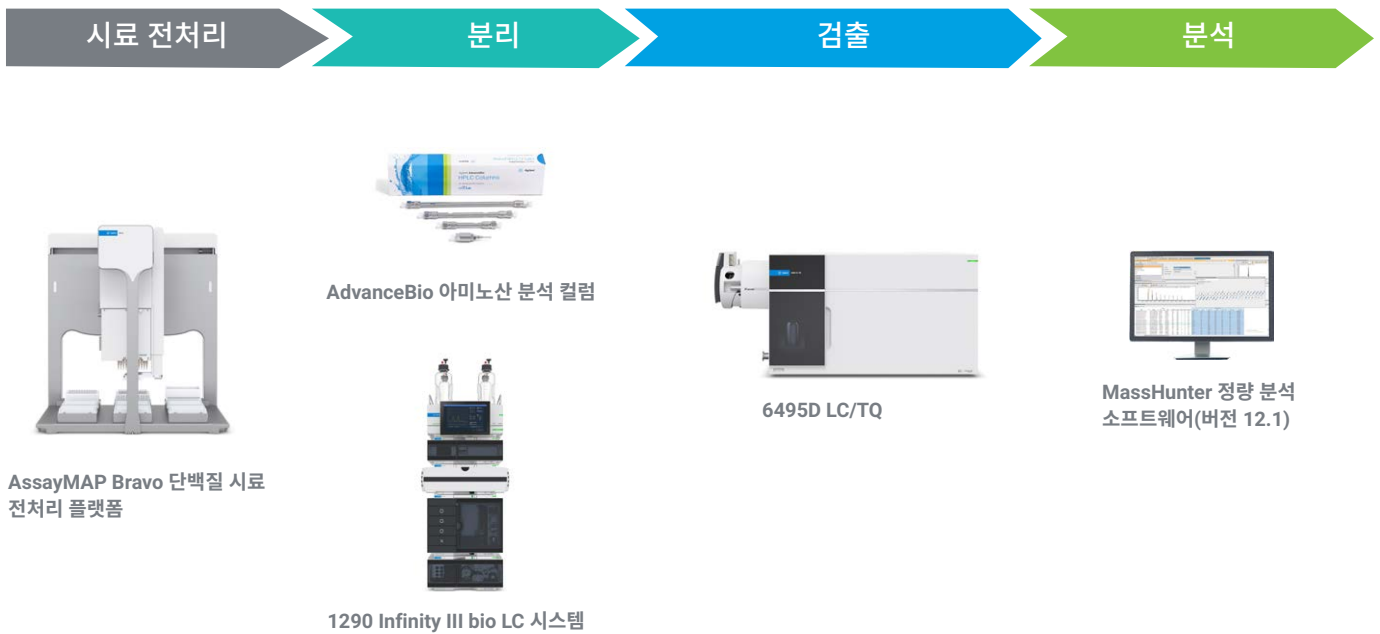 시료 전처리
분리
검출
분석
HPLC Columns
AdvanceBio 아미노산 분석 컬럼
AssayMAP Bravo 단백질 시료
전처리 플랫폼
1290 Infinity III bio LC 시스템
6495D LC/TQ
MassHunter 정량 분석
소프트웨어(버전 12.1)